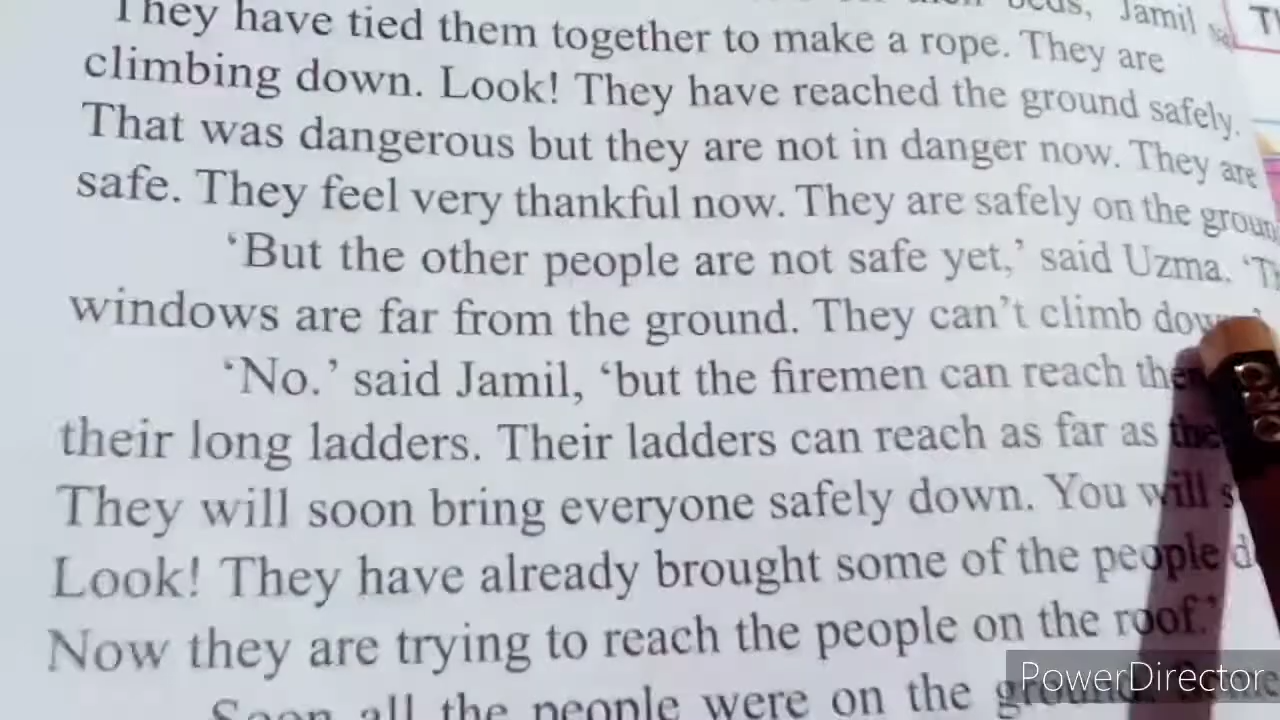 beds, Jamil
They have tied them together to make a rope. They are
climbing down. Look! They have reached the ground safely.
That was dangerous but they are not in danger now. They are
safe. They feel very thankful now. They are safely on the
'But the other people are not safe yet,' said Uzma.
windows are far from the ground. They can't climb
'No.' said Jamil, 'but the firemen can reach
their long ladders. Their ladders can reach as far as
They will soon bring everyone safely down. You will
Look! They have already brought some of the people
Now they are trying to reach the people on the roof.'
Soon all the people were on the
PowerDirector